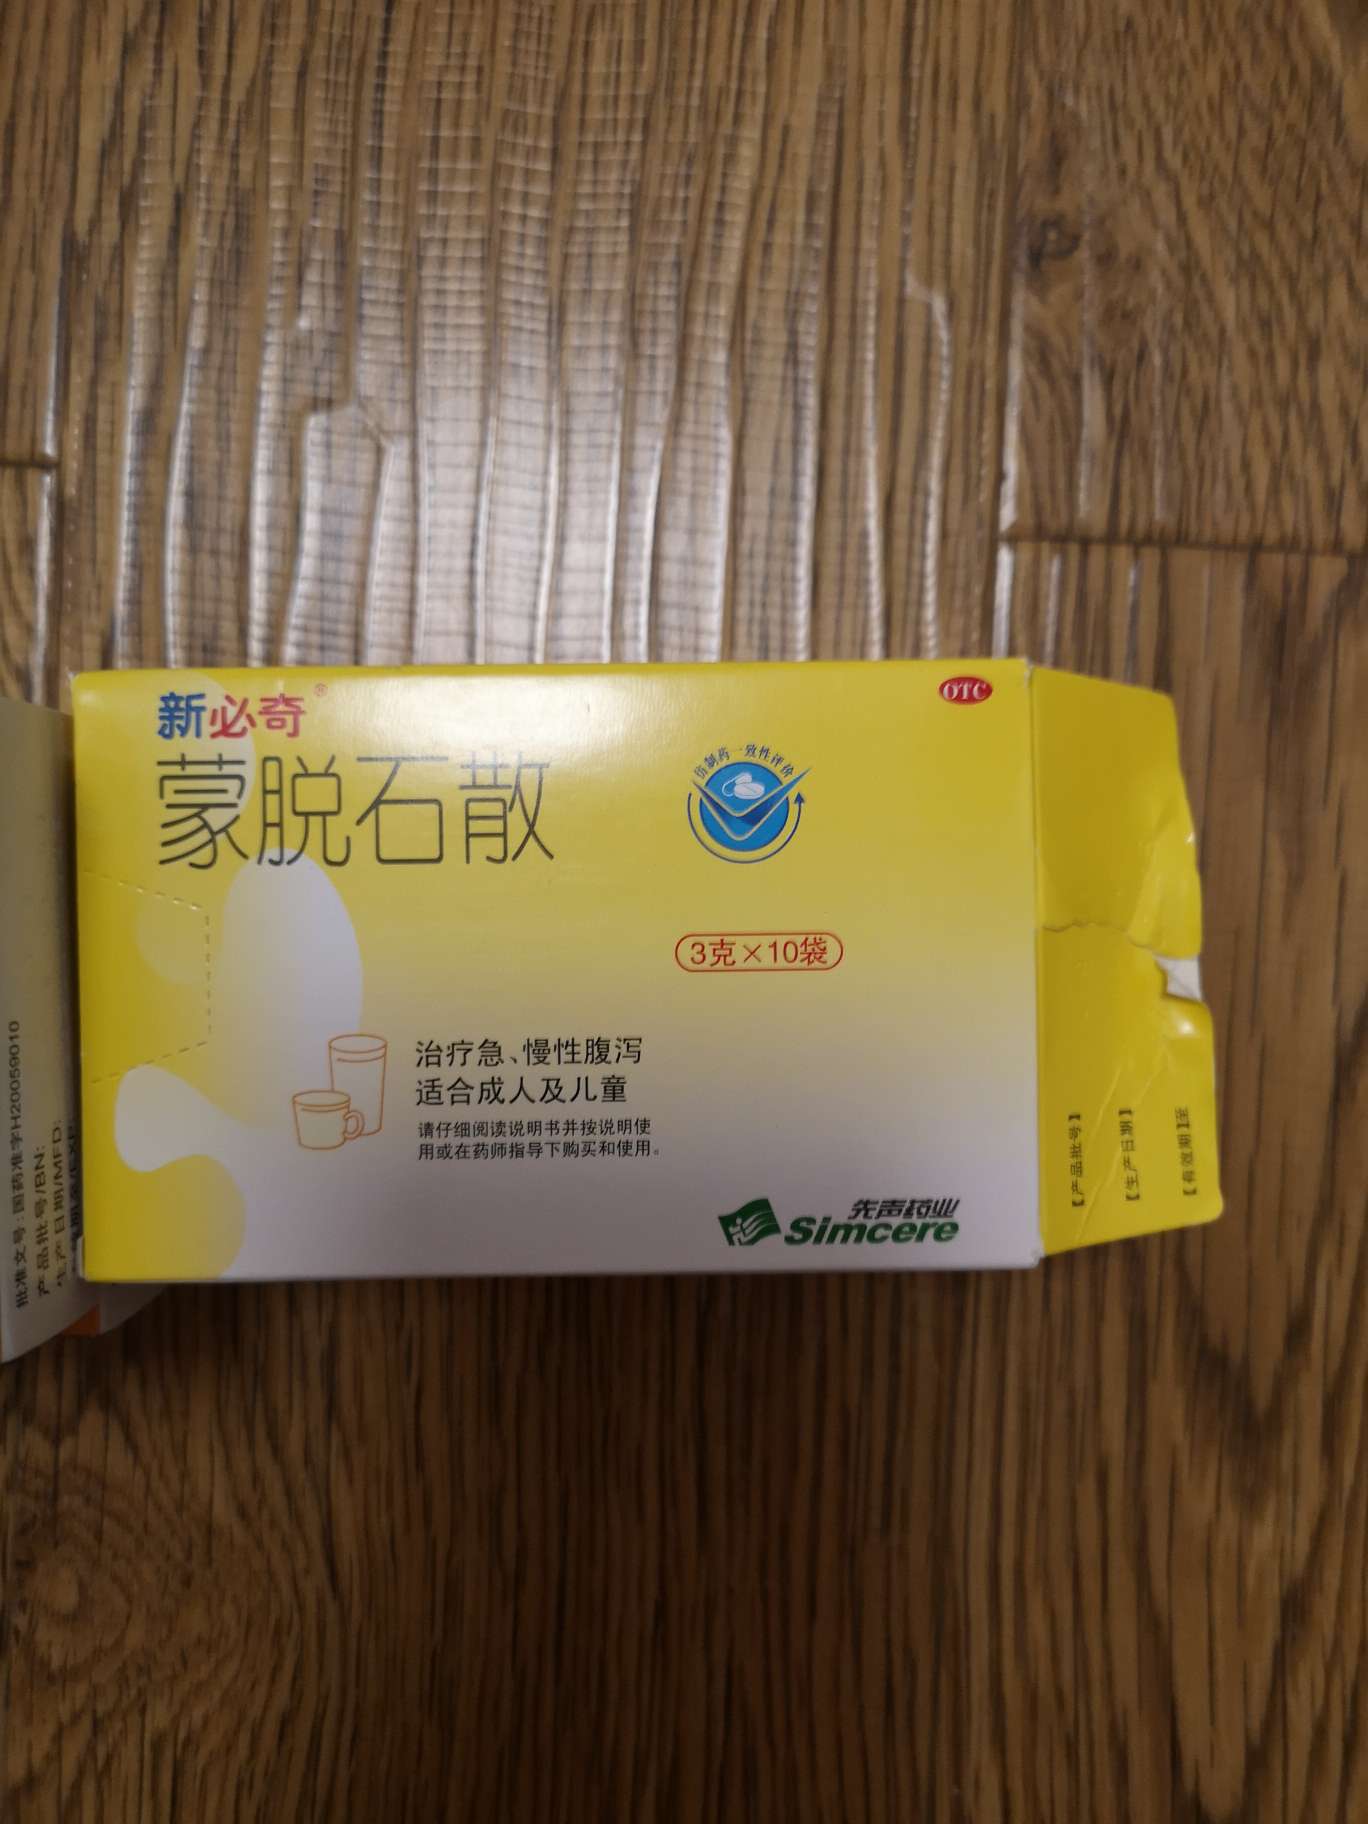 新必奇®
OTC
蒙脱石散
仿制药一致性评价
3克×10袋
治疗急、慢性腹泻
适合成人及儿童
请仔细阅读说明书并按说明使
用或在药师指导下购买和使用。
先声药业
Simcere
【产品批号】
【生产日期】
【有效期】至
批准文号:国药准字H20059010
产品批号/BN:
生产日期/MFD: